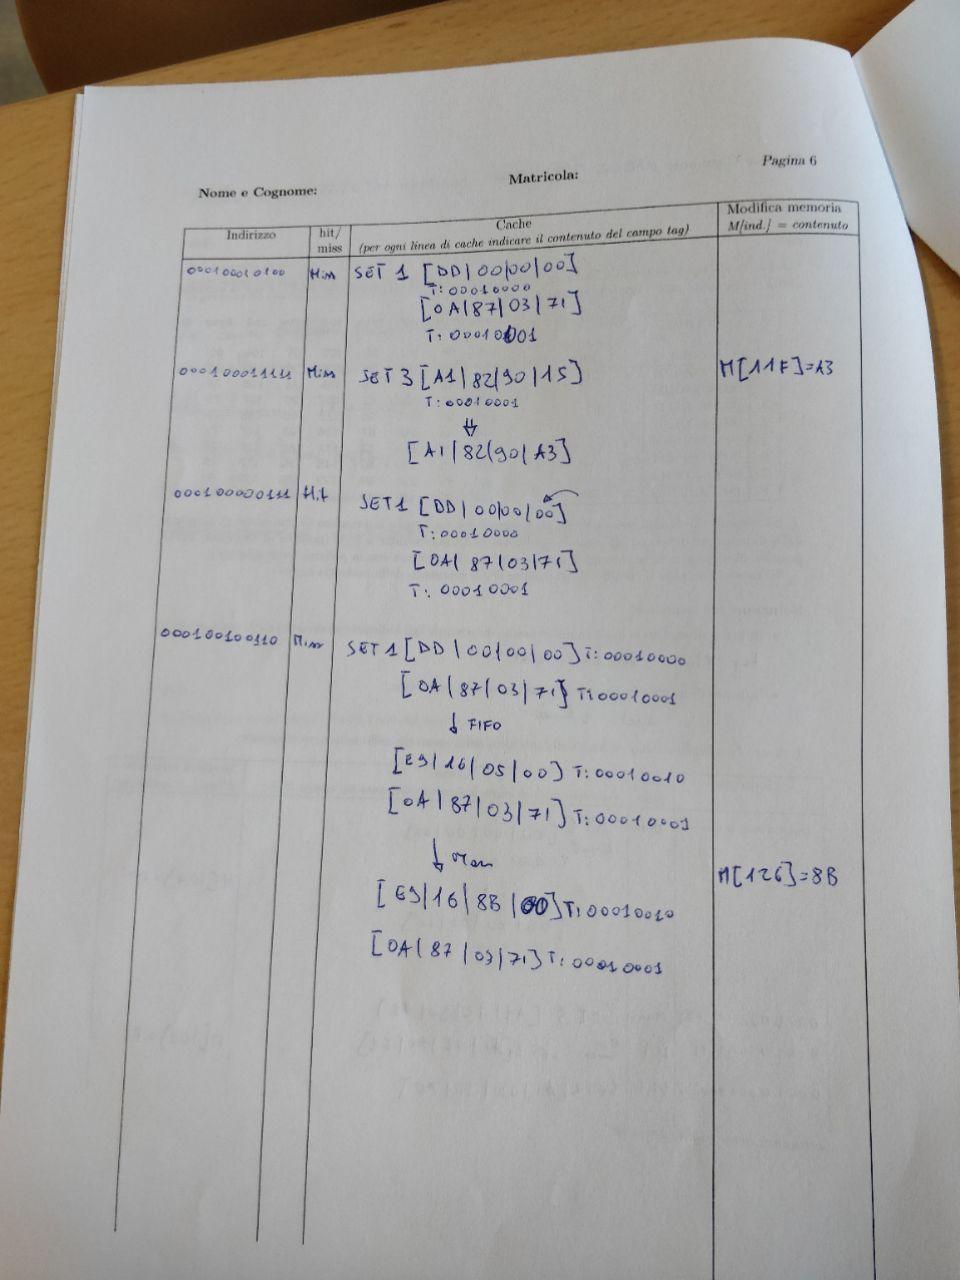 Pagina 6
Nome e Cognome: Matricola:
Indirizzo hit/ miss Cache (per ogni linea di cache indicare il contenuto del campo tag) Modifica memoria M[ind.] = contenuto
000100010100 Miss SET 1 [DD|00|00|00]
T:00010000
[0A|87|03|71]
T:00010001
000100011111 Miss SET 3 [A1|82|90|15] M[11F]=A3
T:00010001
⇓
[A1|82|90|A3]
000100000111 Hit SET 1 [DD|00|00|00]
T:00010000
[0A|87|03|71]
T:00010001
000100100110 Miss SET 1 [DD|00|00|00] T:00010000
[0A|87|03|71] T:00010001
↓ FIFO
[E9|16|05|00] T:00010010
[0A|87|03|71] T:00010001
↓ M[126]=8B
[E9|16|8B|00] T:00010010
[0A|87|03|71] T:00010001